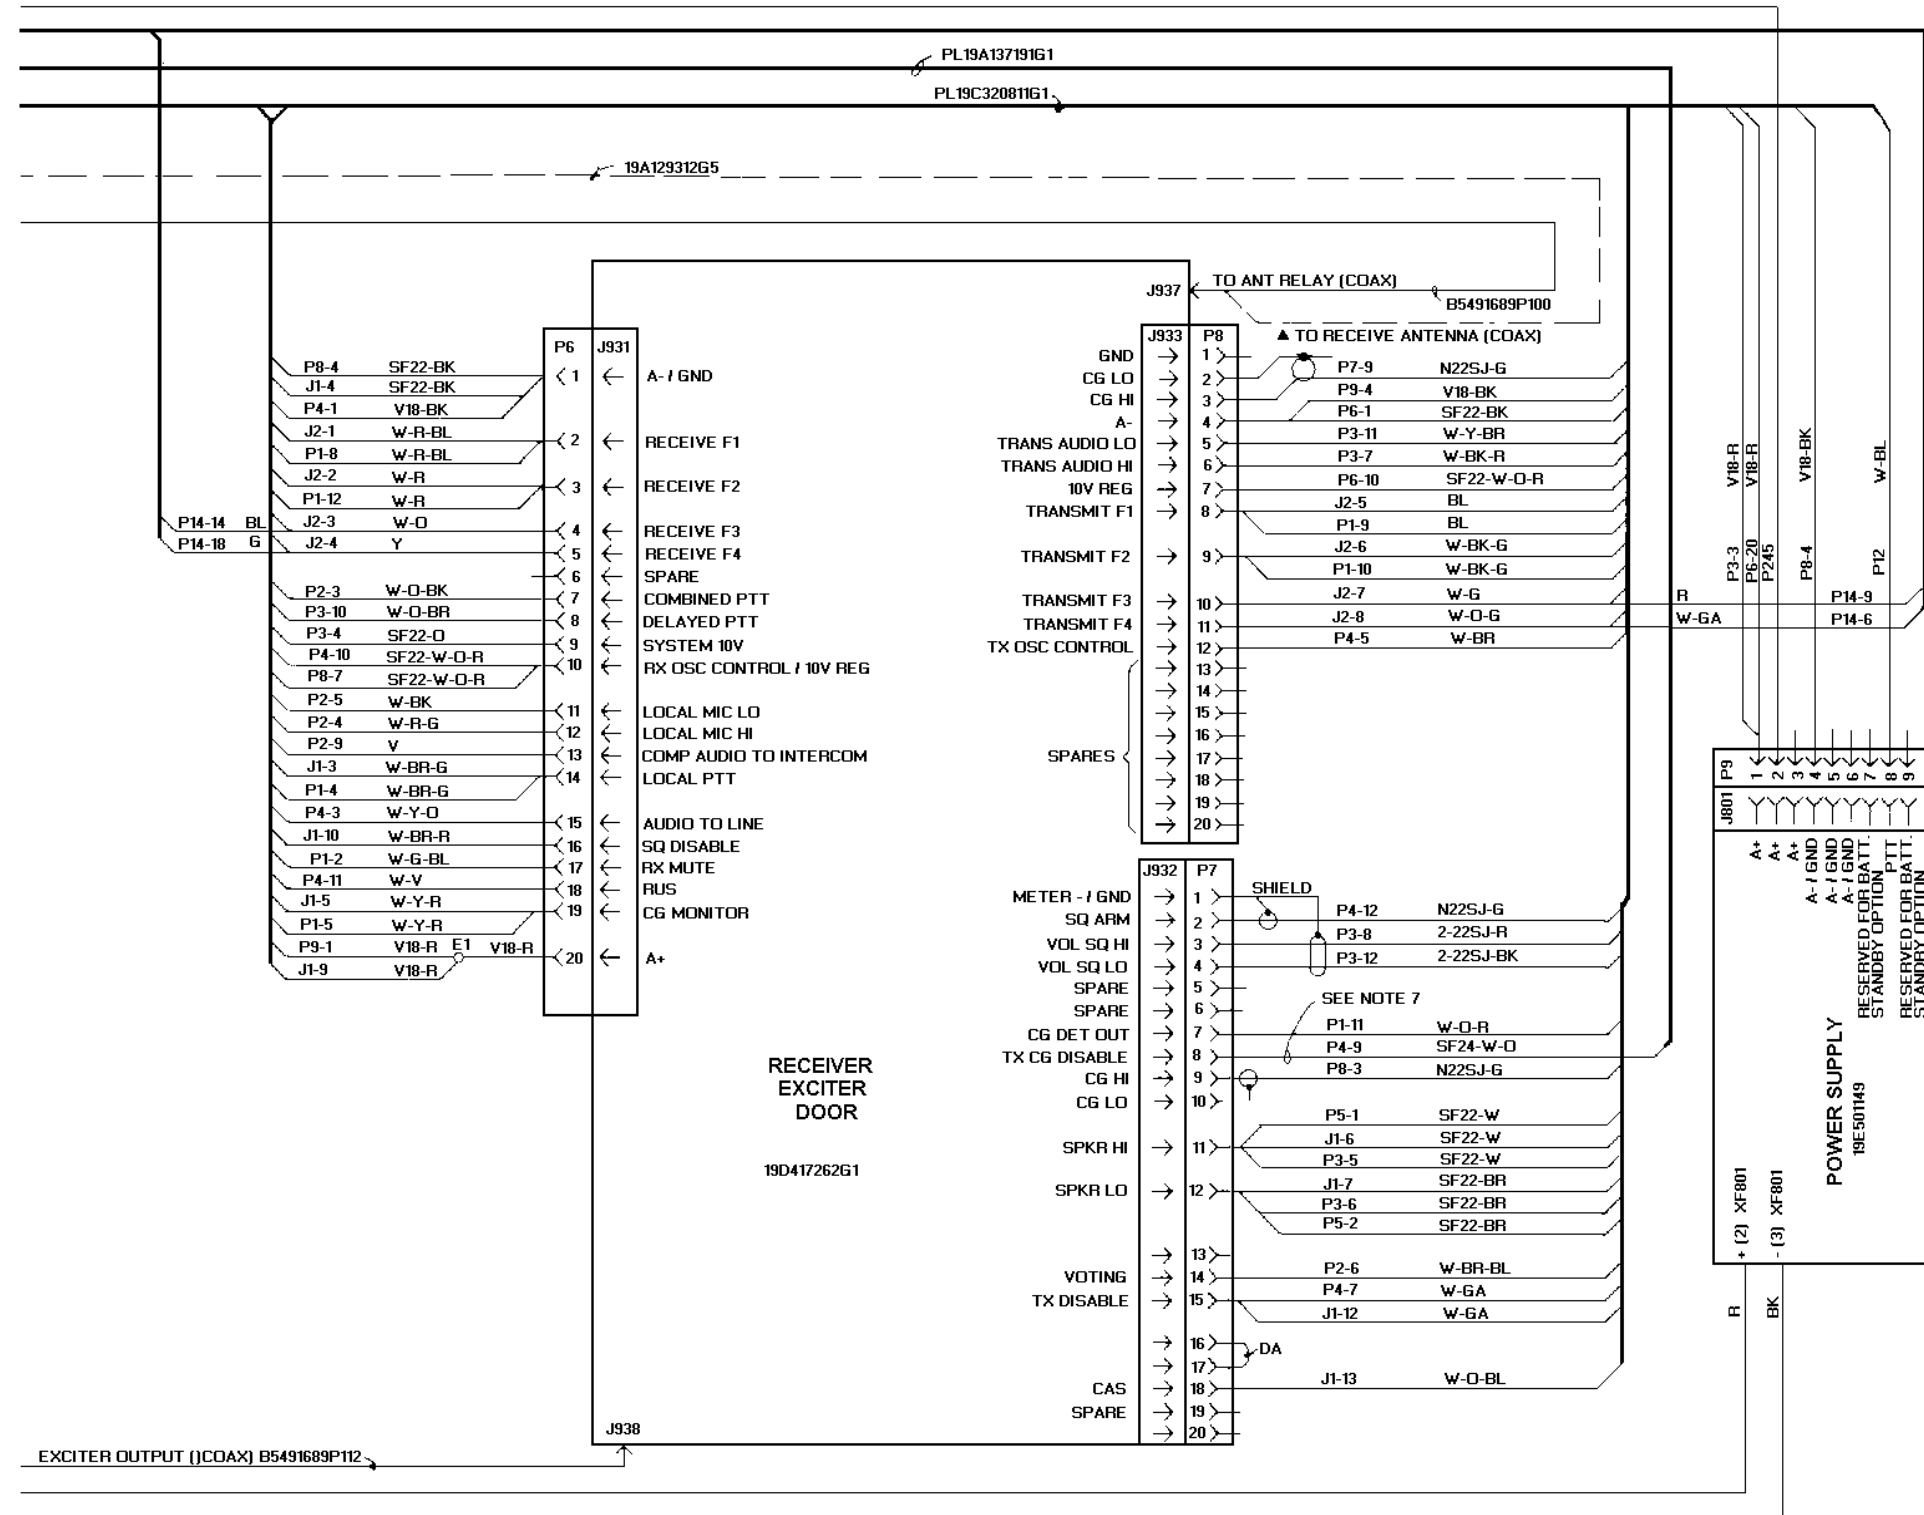 PL19A137191G1
PL19C320811G1
19A129312G5
J937 TO ANT RELAY (COAX)
B5491689P100
▲ TO RECEIVE ANTENNA (COAX)
P6 J931
P8-4 SF22-BK
J1-4 SF22-BK
1 A- / GND
P4-1 V18-BK
J2-1 W-R-BL
2 RECEIVE F1
P1-8 W-R-BL
J2-2 W-R
3 RECEIVE F2
P1-12 W-R
P14-14 BL J2-3 W-O
4 RECEIVE F3
P14-18 G J2-4 Y
5 RECEIVE F4
6 SPARE
P2-3 W-O-BK
7 COMBINED PTT
P3-10 W-O-BR
8 DELAYED PTT
P3-4 SF22-O
9 SYSTEM 10V
P4-10 SF22-W-O-R
10 RX OSC CONTROL / 10V REG
P8-7 SF22-W-O-R
P2-5 W-BK
11 LOCAL MIC LO
P2-4 W-R-G
12 LOCAL MIC HI
P2-9 V
13 COMP AUDIO TO INTERCOM
J1-3 W-BR-G
14 LOCAL PTT
P1-4 W-BR-G
P4-3 W-Y-O
15 AUDIO TO LINE
J1-10 W-BR-R
16 SQ DISABLE
P1-2 W-G-BL
17 RX MUTE
P4-11 W-V
18 RUS
J1-5 W-Y-R
19 CG MONITOR
P1-5 W-Y-R
P9-1 V18-R E1 V18-R
20 A+
J1-9 V18-R
J933 P8
GND 1
CG LO 2
P7-9 N22SJ-G
CG HI 3
P9-4 V18-BK
A- 4
P6-1 SF22-BK
TRANS AUDIO LO 5 P3-11 W-Y-BR
TRANS AUDIO HI 6 P3-7 W-BK-R
10V REG 7 P6-10 SF22-W-O-R
TRANSMIT F1 8 J2-5 BL
P1-9 BL
TRANSMIT F2 9 J2-6 W-BK-G
P1-10 W-BK-G
TRANSMIT F3 10 J2-7 W-G R P14-9
TRANSMIT F4 11 J2-8 W-O-G W-GA P14-6
TX OSC CONTROL 12 P4-5 W-BR
13
14
15
16
SPARES 17
18
19
20
J932 P7
METER - / GND 1 SHIELD
SQ ARM 2 P4-12 N22SJ-G
VOL SQ HI 3 P3-8 2-22SJ-R
VOL SQ LO 4 P3-12 2-22SJ-BK
SPARE 5
SPARE 6 SEE NOTE 7
CG DET OUT 7 P1-11 W-O-R
TX CG DISABLE 8 P4-9 SF24-W-O
CG HI 9 P8-3 N22SJ-G
CG LO 10
P5-1 SF22-W
SPKR HI 11 J1-6 SF22-W
P3-5 SF22-W
SPKR LO 12 J1-7 SF22-BR
P3-6 SF22-BR
P5-2 SF22-BR
13
VOTING 14 P2-6 W-BR-BL
TX DISABLE 15 P4-7 W-GA
J1-12 W-GA
16 DA
17
CAS 18 J1-13 W-O-BL
SPARE 19
20
RECEIVER
EXCITER
DOOR
19D417262G1
J938
EXCITER OUTPUT ()COAX) B5491689P112
P3-3 V18-R
P6-20 V18-R
P245
P8-4 V18-BK
P12 W-BL
P9 1 2 3 4 5 6 7 8 9
J801
A+
A+
A+
A- / GND
A- / GND
A- / GND
RESERVED FOR BATT.
STANDBY OPTION
PTT
RESERVED FOR BATT.
STANDBY OPTION
POWER SUPPLY
19E501149
+ (2) XF801
- (3) XF801
R
BK